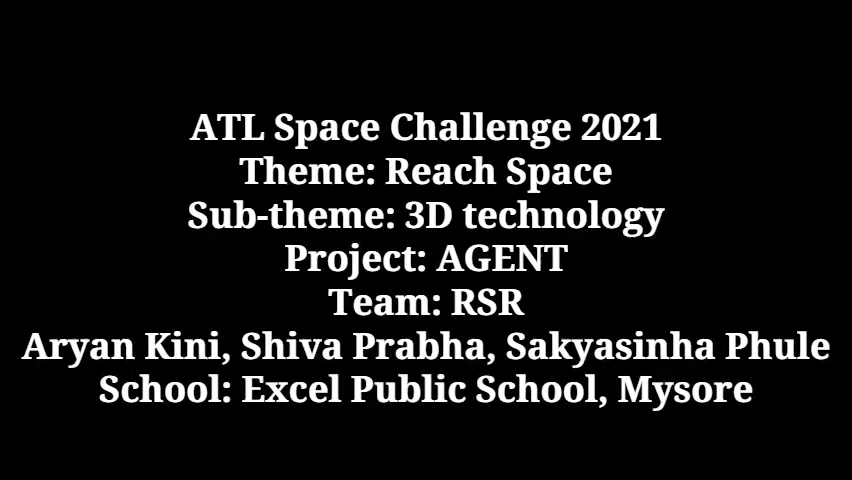 ATL Space Challenge 2021
Theme: Reach Space
Sub-theme: 3D technology
Project: AGENT
Team: RSR
Aryan Kini, Shiva Prabha, Sakyasinha Phule
School: Excel Public School, Mysore